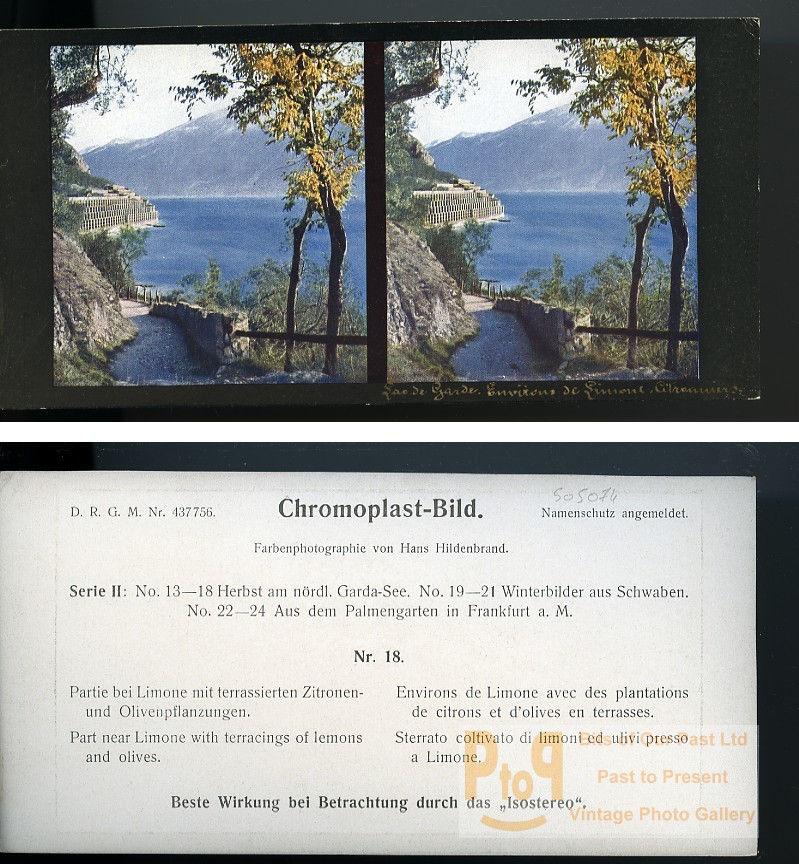 Lac de Garde. Environs de Limone. Citronniers.
505074
D. R. G. M. Nr. 437756.
Chromoplast-Bild.
Namenschutz angemeldet.
Farbenphotographie von Hans Hildenbrand.
Serie II: No. 13—18 Herbst am nördl. Garda-See. No. 19—21 Winterbilder aus Schwaben.
No. 22—24 Aus dem Palmengarten in Frankfurt a. M.
Nr. 18.
Partie bei Limone mit terrassierten Zitronen-
und Olivenpflanzungen.
Part near Limone with terracings of lemons
and olives.
Environs de Limone avec des plantations
de citrons et d'olives en terrasses.
Sterrato coltivato di limoni ed ulivi presso
a Limone.
Beste Wirkung bei Betrachtung durch das „Isostereo".
PtoP
Bits of Our Past Ltd
Past to Present
Vintage Photo Gallery